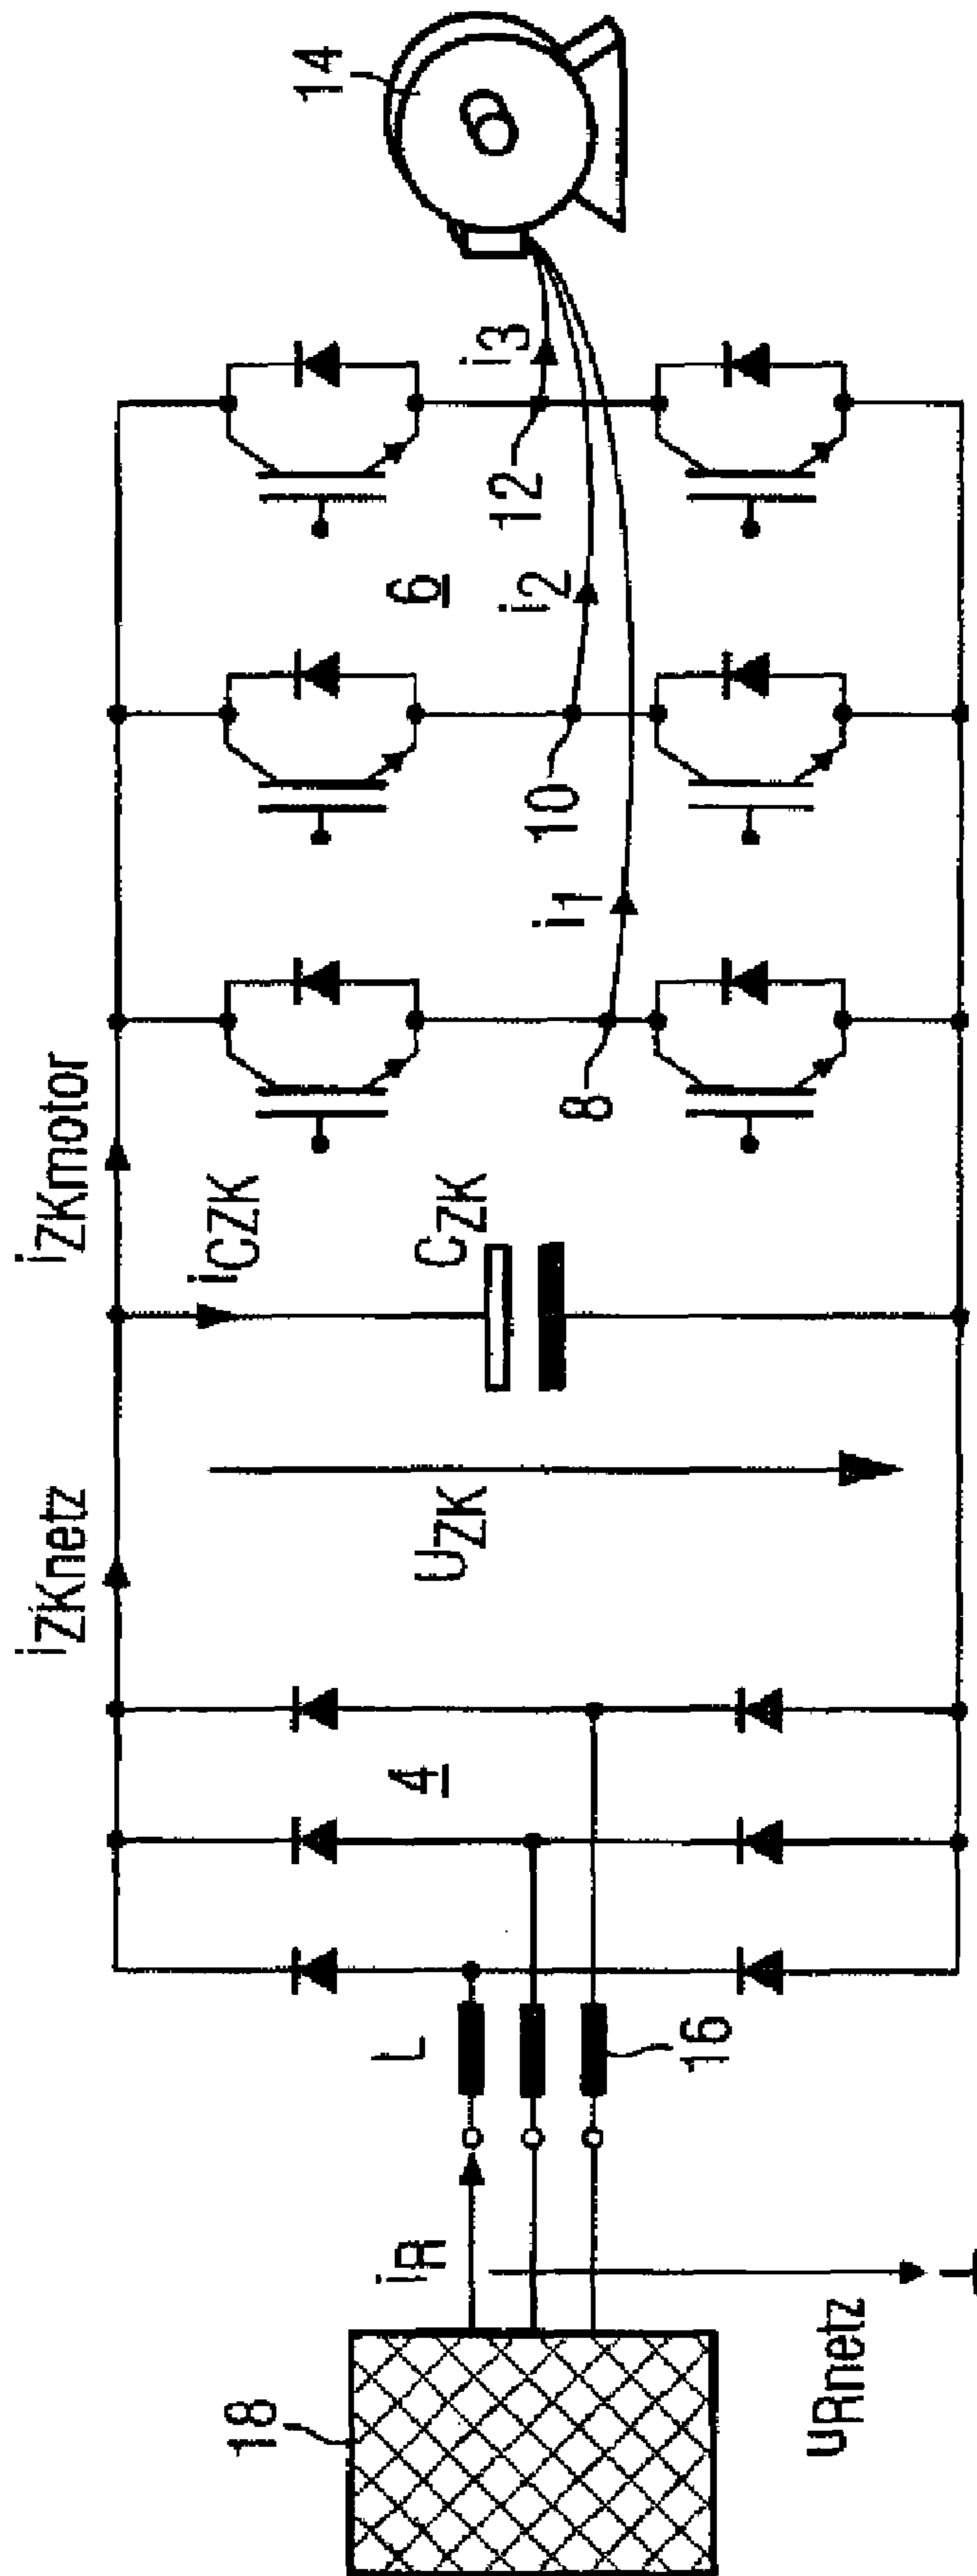 18
iR
uRnetz
L
16
4
iZKnetz
UZK
iZKmotor
iCZK
CZK
8
i1
10
i2
6
12
i3
14